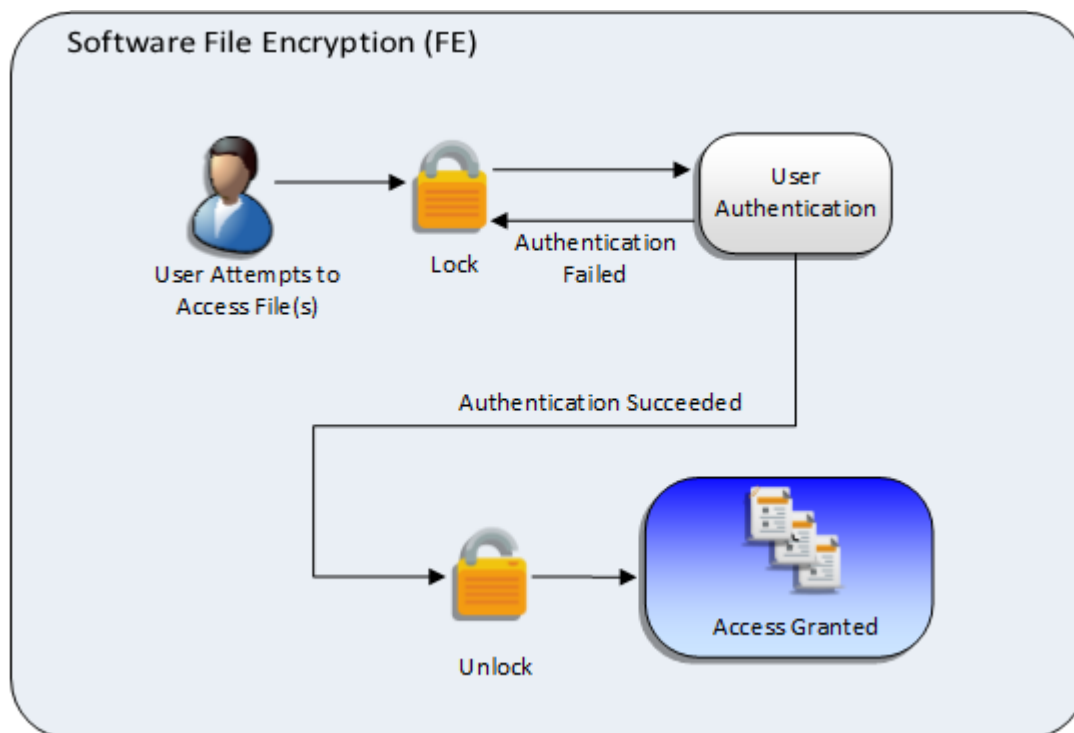 Software File Encryption (FE)
User
Authentication
Authentication
Failed
Lock
User Attempts to
Access File(s)
Authentication Succeeded
Access Granted
Unlock